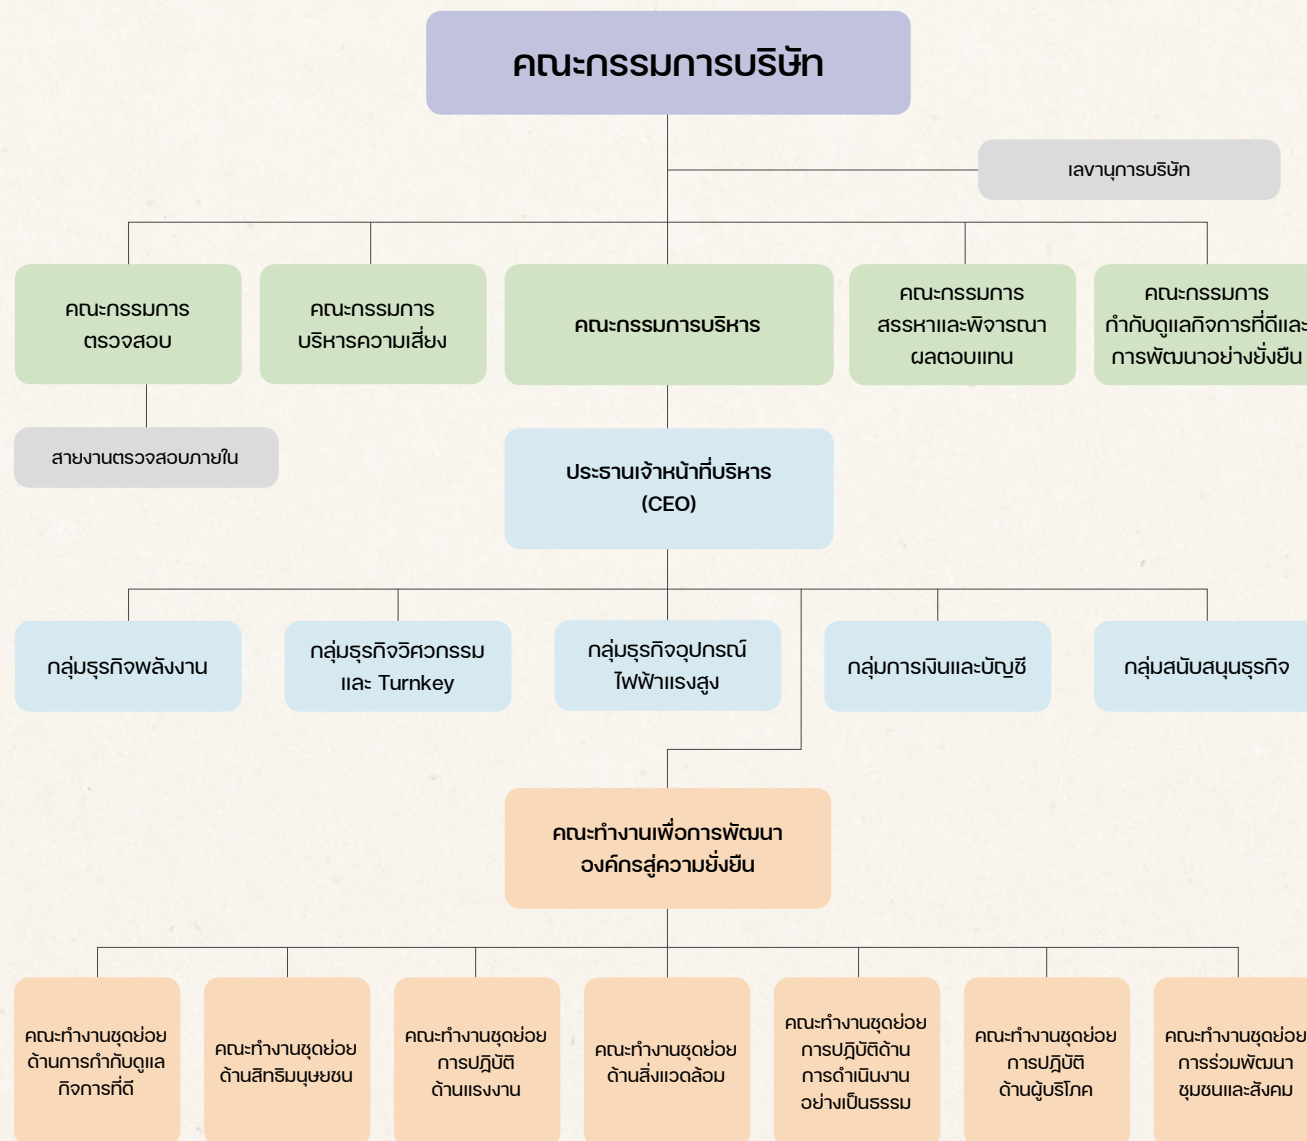 คณะกรรมการบริษัท
เลขานุการบริษัท
คณะกรรมการ
ตรวจสอบ
คณะกรรมการ
บริหารความเสี่ยง
คณะกรรมการบริหาร
คณะกรรมการ
สรรหาและพิจารณา
ผลตอบแทน
คณะกรรมการ
กำกับดูแลกิจการที่ดีและ
การพัฒนาอย่างยั่งยืน
สายงานตรวจสอบภายใน
ประธานเจ้าหน้าที่บริหาร
(CEO)
กลุ่มธุรกิจพลังงาน
กลุ่มธุรกิจวิศวกรรม
และ Turnkey
กลุ่มธุรกิจอุปกรณ์
ไฟฟ้าแรงสูง
กลุ่มการเงินและบัญชี
กลุ่มสนับสนุนธุรกิจ
คณะทำงานเพื่อการพัฒนา
องค์กรสู่ความยั่งยืน
คณะทำงานชุดย่อย
ด้านการกำกับดูแล
กิจการที่ดี
คณะทำงานชุดย่อย
ด้านสิทธิมนุษยชน
คณะทำงานชุดย่อย
การปฎิบัติ
ด้านแรงงาน
คณะทำงานชุดย่อย
ด้านสิ่งแวดล้อม
คณะทำงานชุดย่อย
การปฎิบัติด้าน
การดำเนินงาน
อย่างเป็นธรรม
คณะทำงานชุดย่อย
การปฎิบัติ
ด้านผู้บริโภค
คณะทำงานชุดย่อย
การร่วมพัฒนา
ชุมชนและสังคม